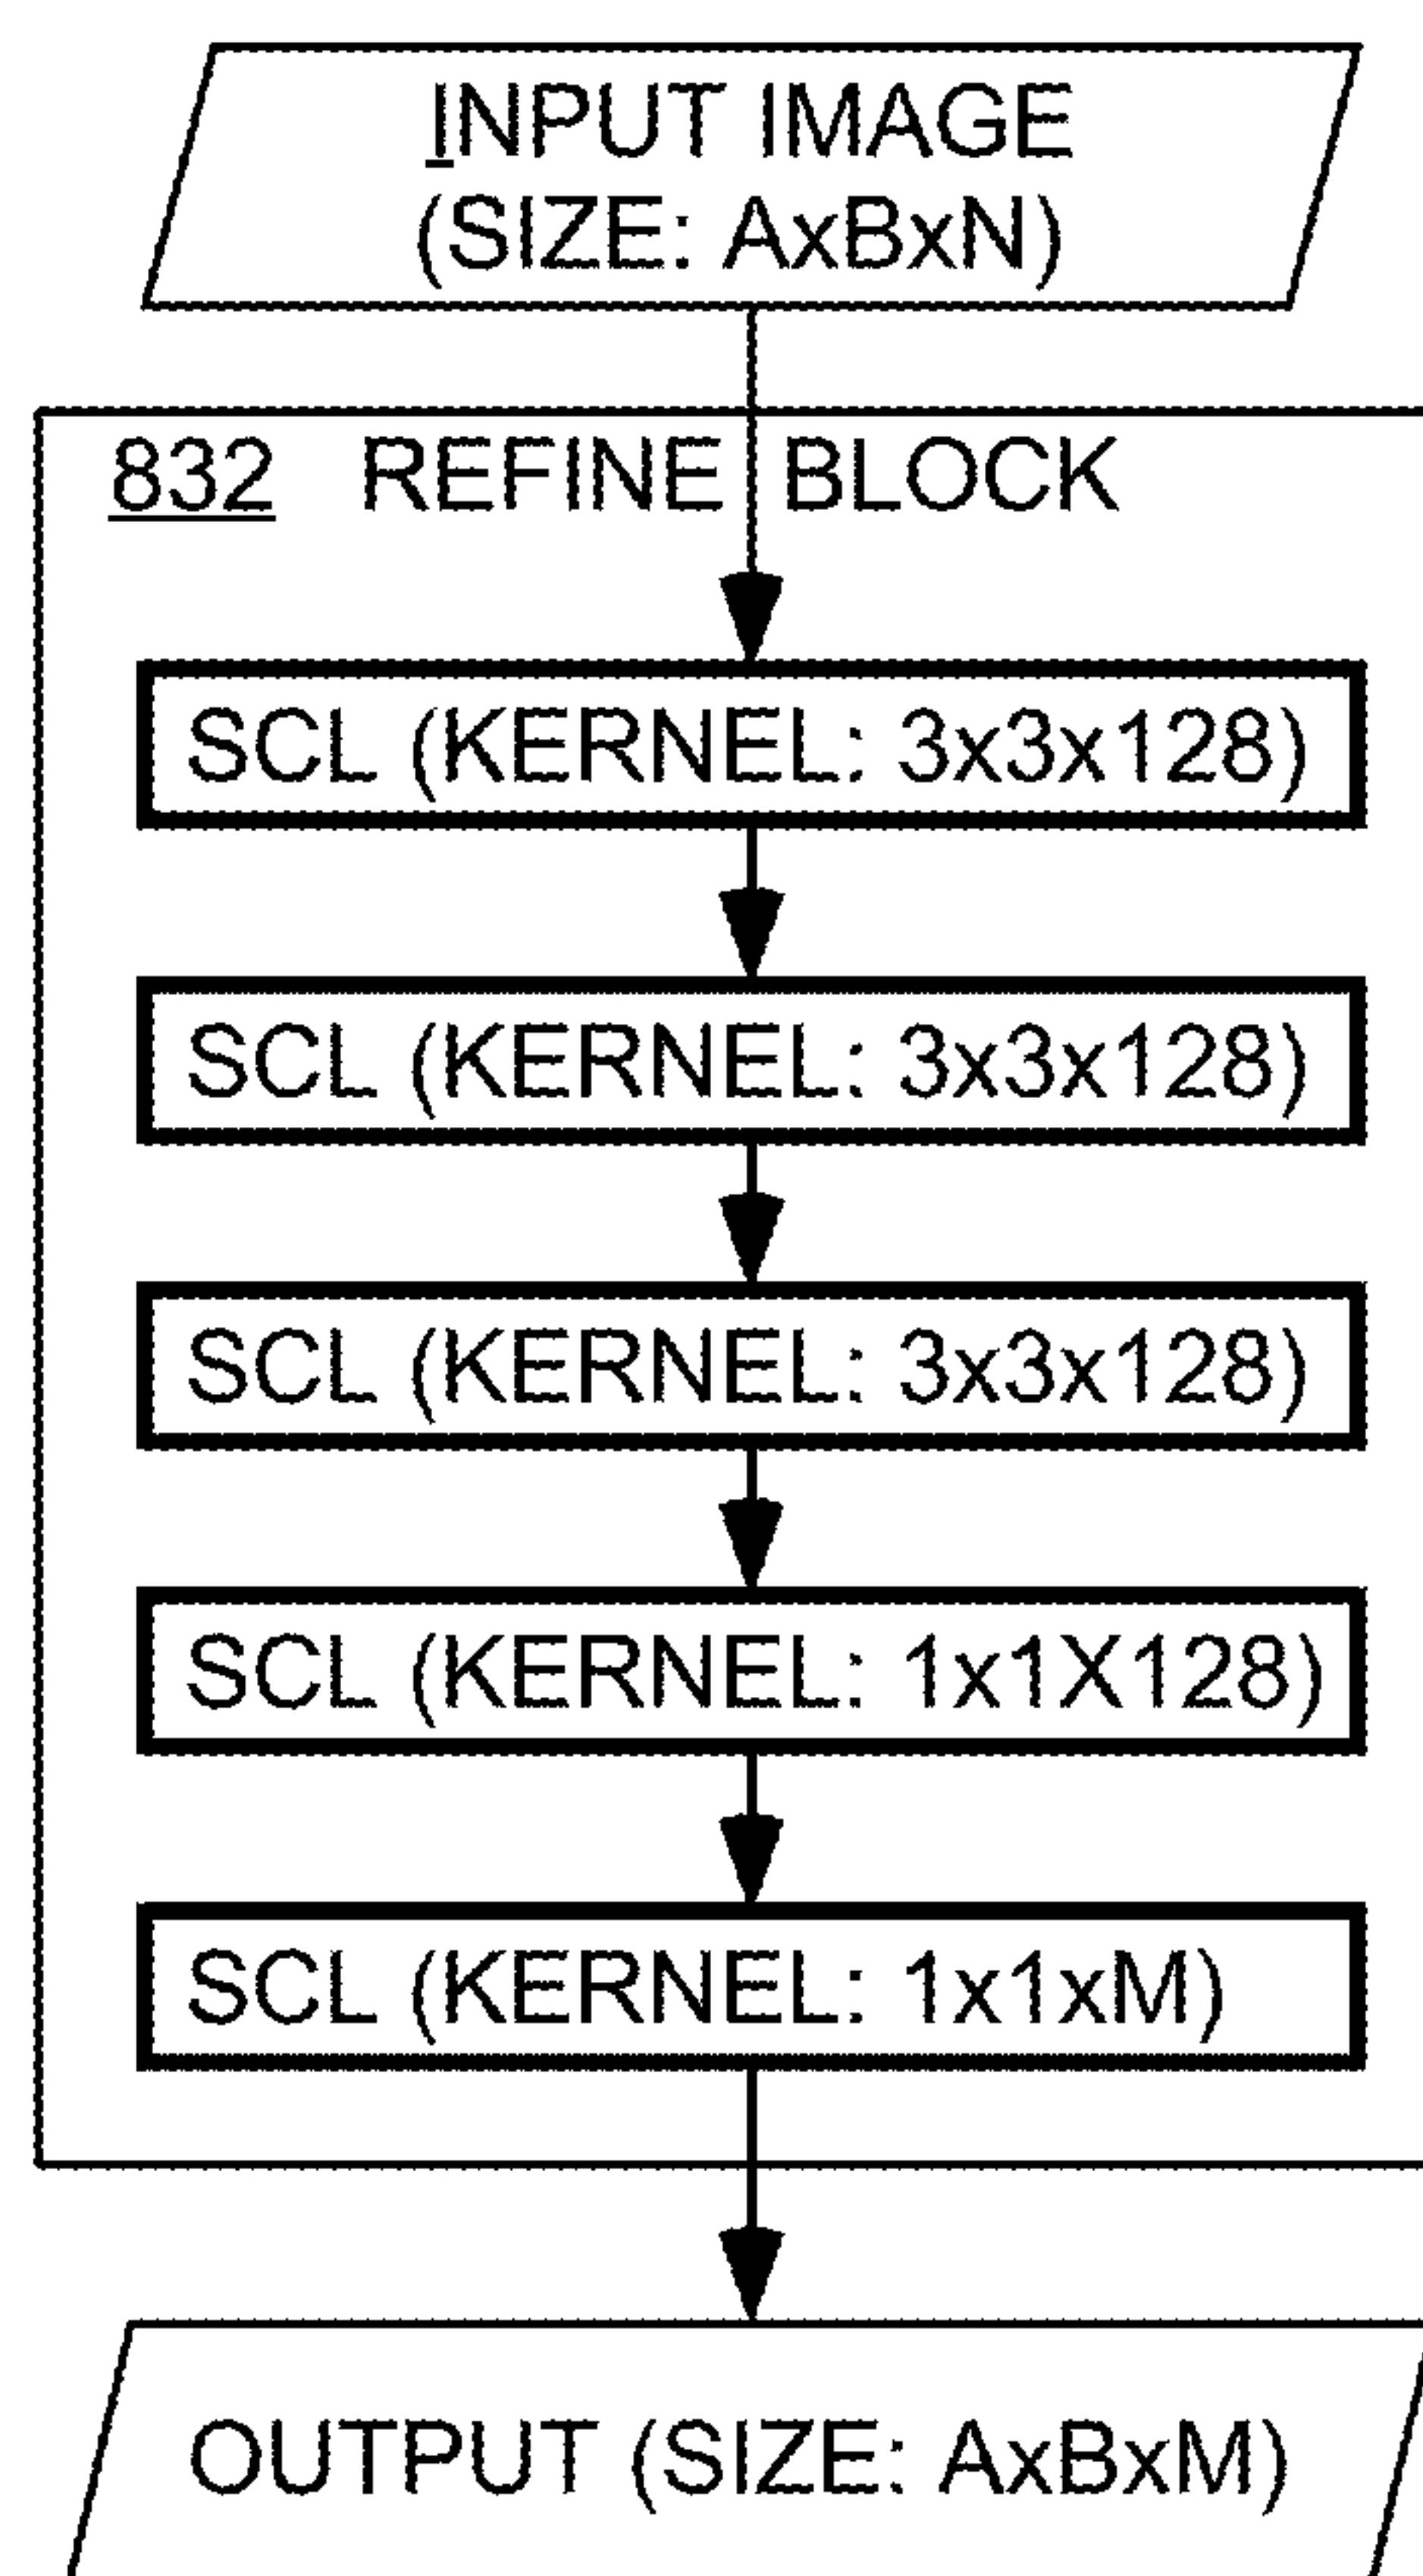 INPUT IMAGE
(SIZE: AxBxN)
832 REFINE BLOCK
SCL (KERNEL: 3x3x128)
SCL (KERNEL: 3x3x128)
SCL (KERNEL: 3x3x128)
SCL (KERNEL: 1x1X128)
SCL (KERNEL: 1x1xM)
OUTPUT (SIZE: AxBxM)